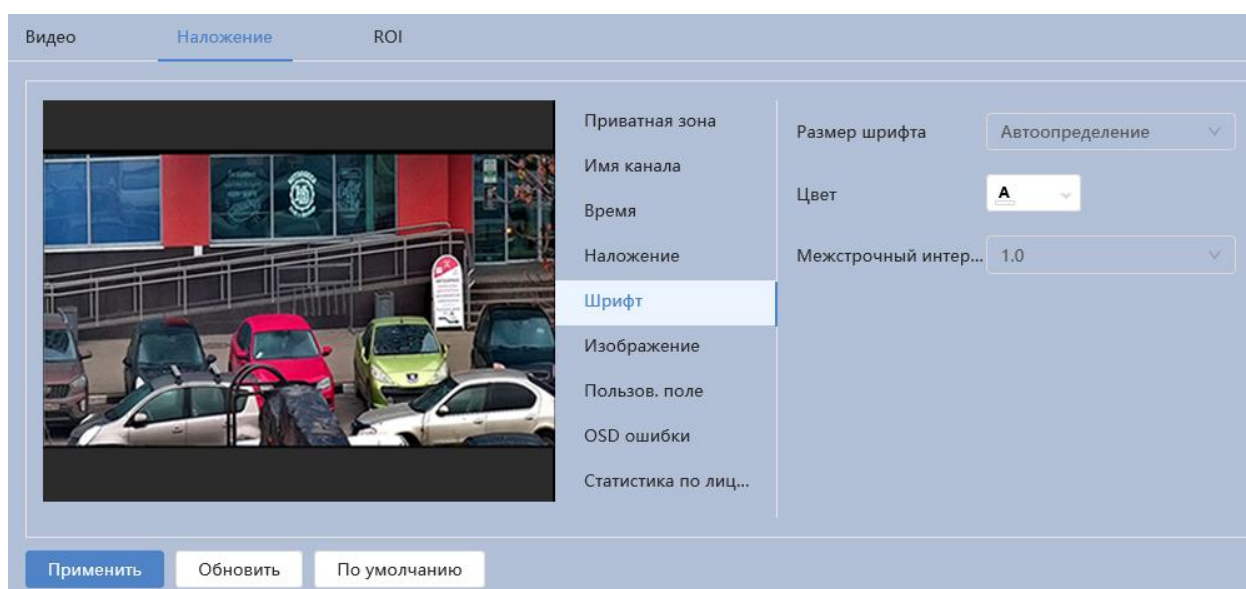 Видео Наложение ROI
Приватная зона
Имя канала
Время
Наложение
Шрифт
Изображение
Пользов. поле
OSD ошибки
Статистика по лиц...
Размер шрифта Автоопределение
Цвет A
Межстрочный интер... 1.0
Применить Обновить По умолчанию